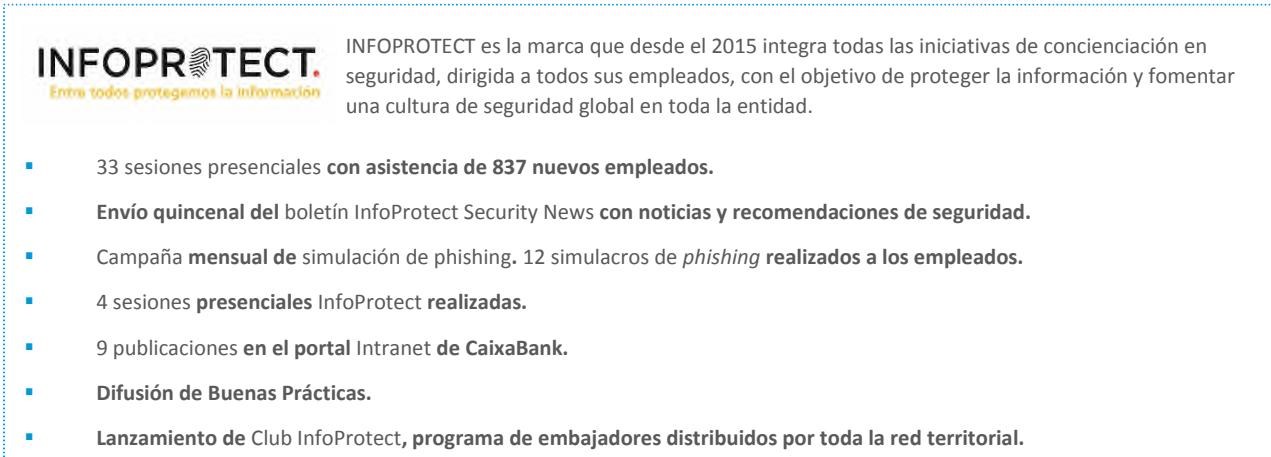 INFOPROTECT.
Entre todos protegemos la información
INFOPROTECT es la marca que desde el 2015 integra todas las iniciativas de concienciación en
seguridad, dirigida a todos sus empleados, con el objetivo de proteger la información y fomentar
una cultura de seguridad global en toda la entidad.
▪ 33 sesiones presenciales con asistencia de 837 nuevos empleados.
▪ Envío quincenal del boletín InfoProtect Security News con noticias y recomendaciones de seguridad.
▪ Campaña mensual de simulación de phishing. 12 simulacros de phishing realizados a los empleados.
▪ 4 sesiones presenciales InfoProtect realizadas.
▪ 9 publicaciones en el portal Intranet de CaixaBank.
▪ Difusión de Buenas Prácticas.
▪ Lanzamiento de Club InfoProtect, programa de embajadores distribuidos por toda la red territorial.